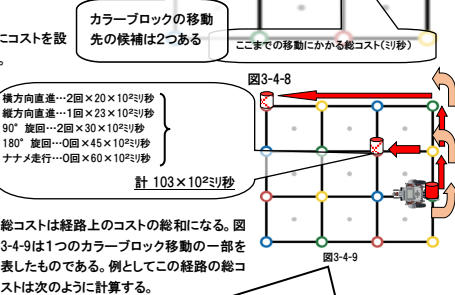 カラーブロックの移動
先の候補は2つある
にコストを設
。
ここまでの移動にかかる総コスト(ミリ秒)
図3-4-8
横方向直進…2回×20×10²ミリ秒
縦方向直進…1回×23×10²ミリ秒
90°旋回…2回×30×10²ミリ秒
180°旋回…0回×45×10²ミリ秒
ナナメ走行…0回×60×10²ミリ秒
計 103×10²ミリ秒
総コストは経路上のコストの総和になる。図
3-4-9は1つのカラーブロック移動の一部を
表したものである。例としてこの経路の総コ
ストは次のように計算する。
図3-4-9